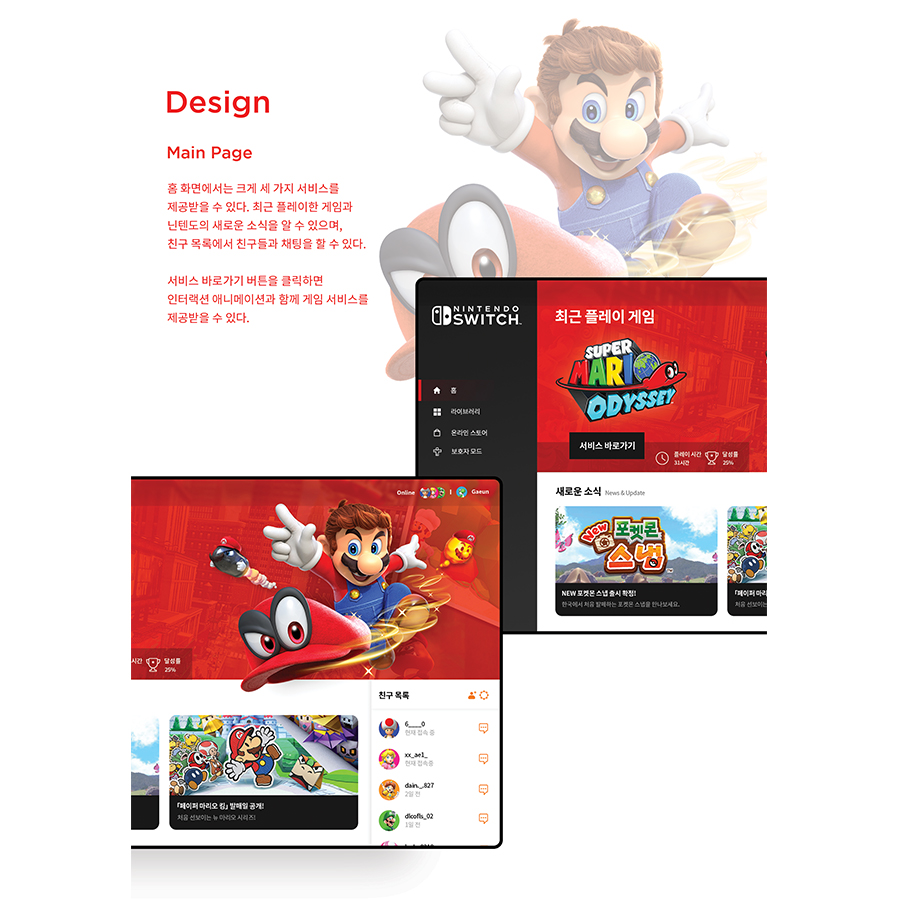 Design
Main Page
홈 화면에서는 크게 세 가지 서비스를
제공받을 수 있다. 최근 플레이한 게임과
닌텐도의 새로운 소식을 알 수 있으며,
친구 목록에서 친구들과 채팅을 할 수 있다.
서비스 바로가기 버튼을 클릭하면
인터랙션 애니메이션과 함께 게임 서비스를
제공받을 수 있다.
NINTENDO
SWITCH
홈
라이브러리
온라인 스토어
보호자 모드
최근 플레이 게임
SUPER
MARIO
ODYSSEY
서비스 바로가기
플레이 시간
31시간
달성률
25%
새로운 소식 News & Update
New 포켓몬
스냅
NEW 포켓몬 스냅 출시 확정!
한국에서 처음 발매하는 포켓몬 스냅을 만나보세요.
「페이퍼 마리
처음 선보이는
Online
Gaeun
시간
달성률
25%
「페이퍼 마리오 킹」 발매일 공개!
처음 선보이는 뉴 마리오 시리즈!
친구 목록
6____0
현재 접속 중
xx_ae1_
현재 접속중
dain._.827
2일 전
dlcofls_02
1일 전